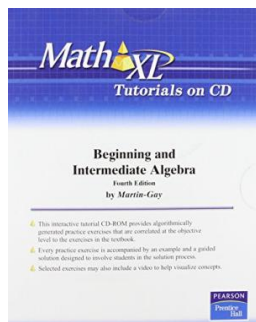 Math XL
Tutorials on CD
Beginning and
Intermediate Algebra
Fourth Edition
by Martin-Gay
This interactive tutorial CD-ROM provides algorithmically
generated practice exercises that are correlated at the objective
level to the exercises in the textbook.
Every practice exercise is accompanied by an example and a guided
solution designed to involve students in the solution process.
Selected exercises may also include a video to help visualize concepts.
PEARSON
Prentice
Hall